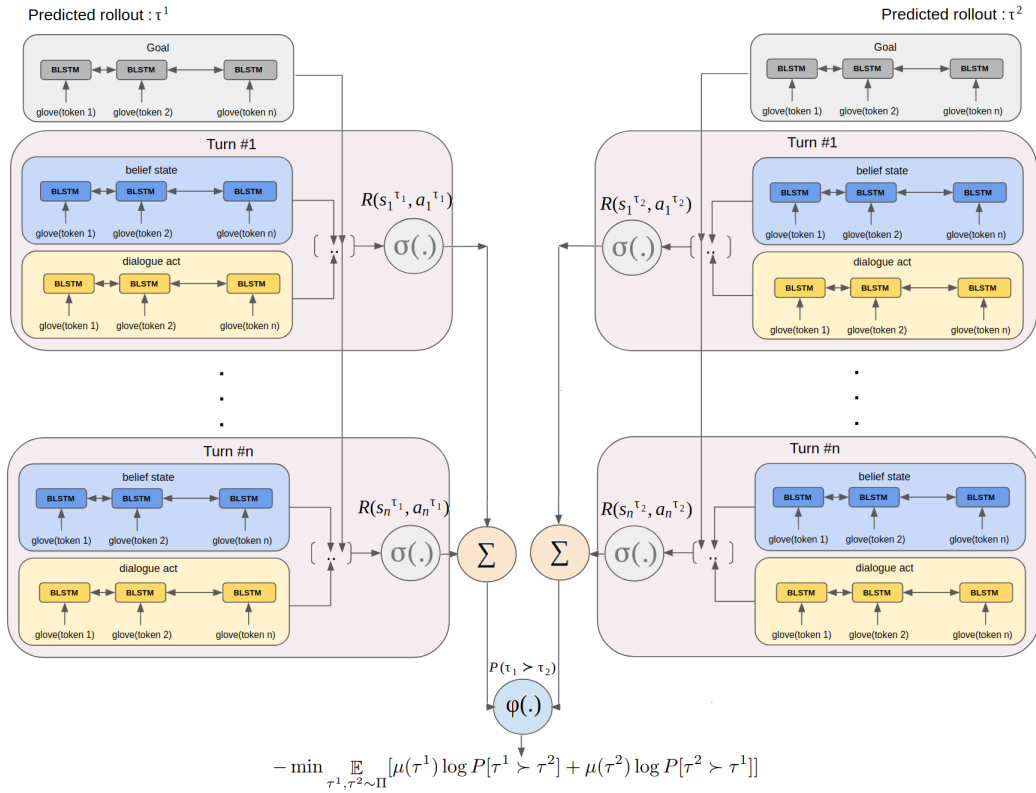 Predicted rollout : τ¹
Goal
BLSTM BLSTM BLSTM
glove(token 1) glove(token 2) glove(token n)
Turn #1
belief state
BLSTM BLSTM BLSTM
glove(token 1) glove(token 2) glove(token n)
dialogue act
BLSTM BLSTM BLSTM
glove(token 1) glove(token 2) glove(token n)
[ .. ]
R(s₁^τ₁, a₁^τ₁)
σ(.)
. . .
Turn #n
belief state
BLSTM BLSTM BLSTM
glove(token 1) glove(token 2) glove(token n)
dialogue act
BLSTM BLSTM BLSTM
glove(token 1) glove(token 2) glove(token n)
[ .. ]
R(sₙ^τ₁, aₙ^τ₁)
σ(.)
Σ
Predicted rollout : τ²
Goal
BLSTM BLSTM BLSTM
glove(token 1) glove(token 2) glove(token n)
Turn #1
belief state
BLSTM BLSTM BLSTM
glove(token 1) glove(token 2) glove(token n)
dialogue act
BLSTM BLSTM BLSTM
glove(token 1) glove(token 2) glove(token n)
[ .. ]
R(s₁^τ₂, a₁^τ₂)
σ(.)
. . .
Turn #n
belief state
BLSTM BLSTM BLSTM
glove(token 1) glove(token 2) glove(token n)
dialogue act
BLSTM BLSTM BLSTM
glove(token 1) glove(token 2) glove(token n)
[ .. ]
R(sₙ^τ₂, aₙ^τ₂)
σ(.)
Σ
P(τ₁ ≻ τ₂)
φ(.)
− min 𝔼 [μ(τ¹) log P[τ¹ ≻ τ²] + μ(τ²) log P[τ² ≻ τ¹]]
τ¹,τ²∼Π